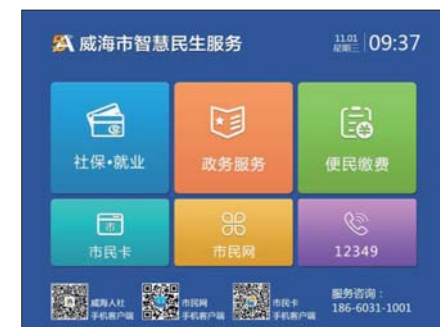 威海市智慧民生服务
11.01
星期三
09:37
社保·就业
政务服务
便民缴费
市
市民卡
市民网
12349
威海人社
手机客户端
市民网
手机客户端
市民卡
手机客户端
服务咨询：
186-6031-1001